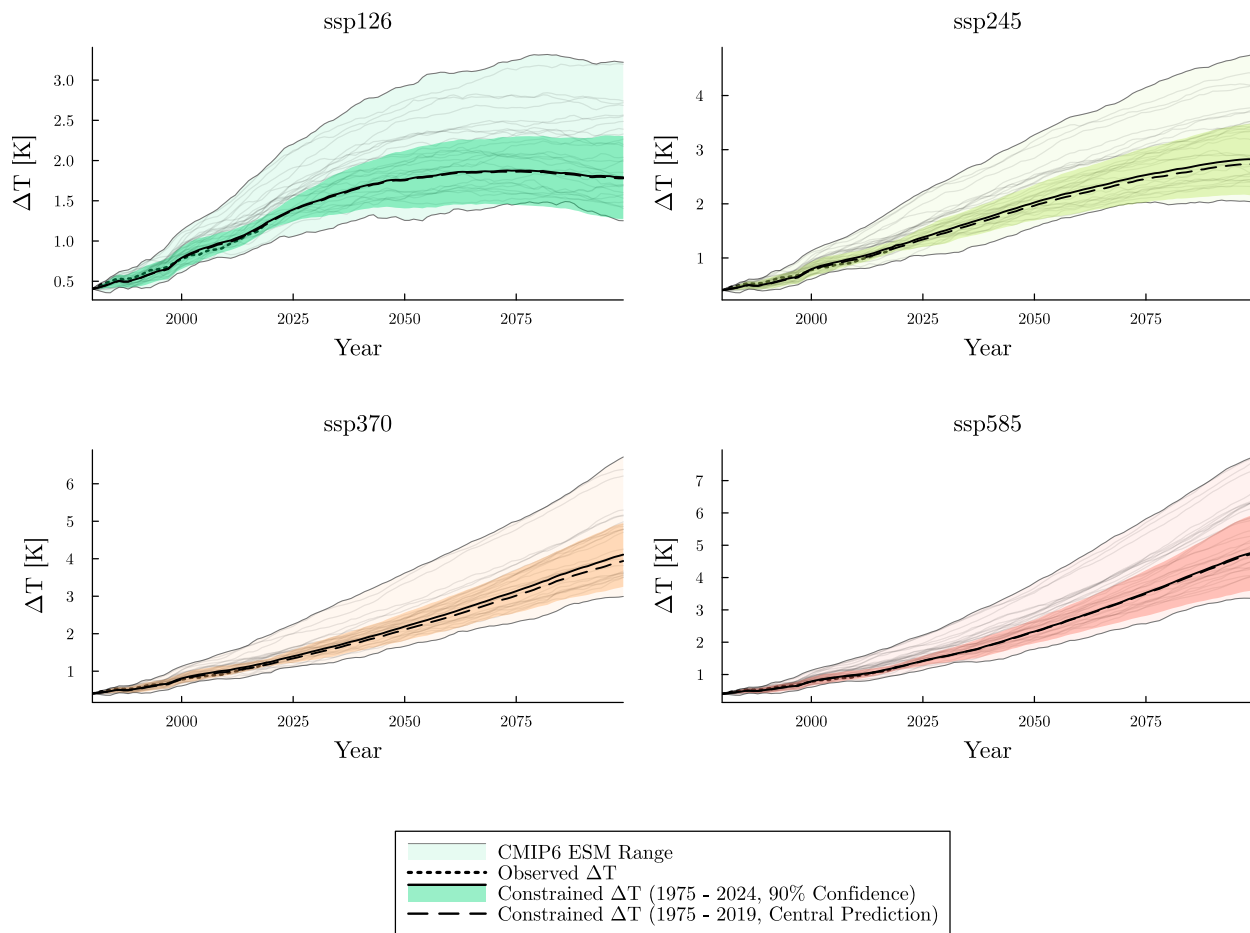 ssp126
ΔT [K]
3.0
2.5
2.0
1.5
1.0
0.5
2000
2025
2050
2075
Year
ssp245
ΔT [K]
4
3
2
1
2000
2025
2050
2075
Year
ssp370
ΔT [K]
6
5
4
3
2
1
2000
2025
2050
2075
Year
ssp585
ΔT [K]
7
6
5
4
3
2
1
2000
2025
2050
2075
Year
CMIP6 ESM Range
Observed ΔT
Constrained ΔT (1975 - 2024, 90% Confidence)
Constrained ΔT (1975 - 2019, Central Prediction)